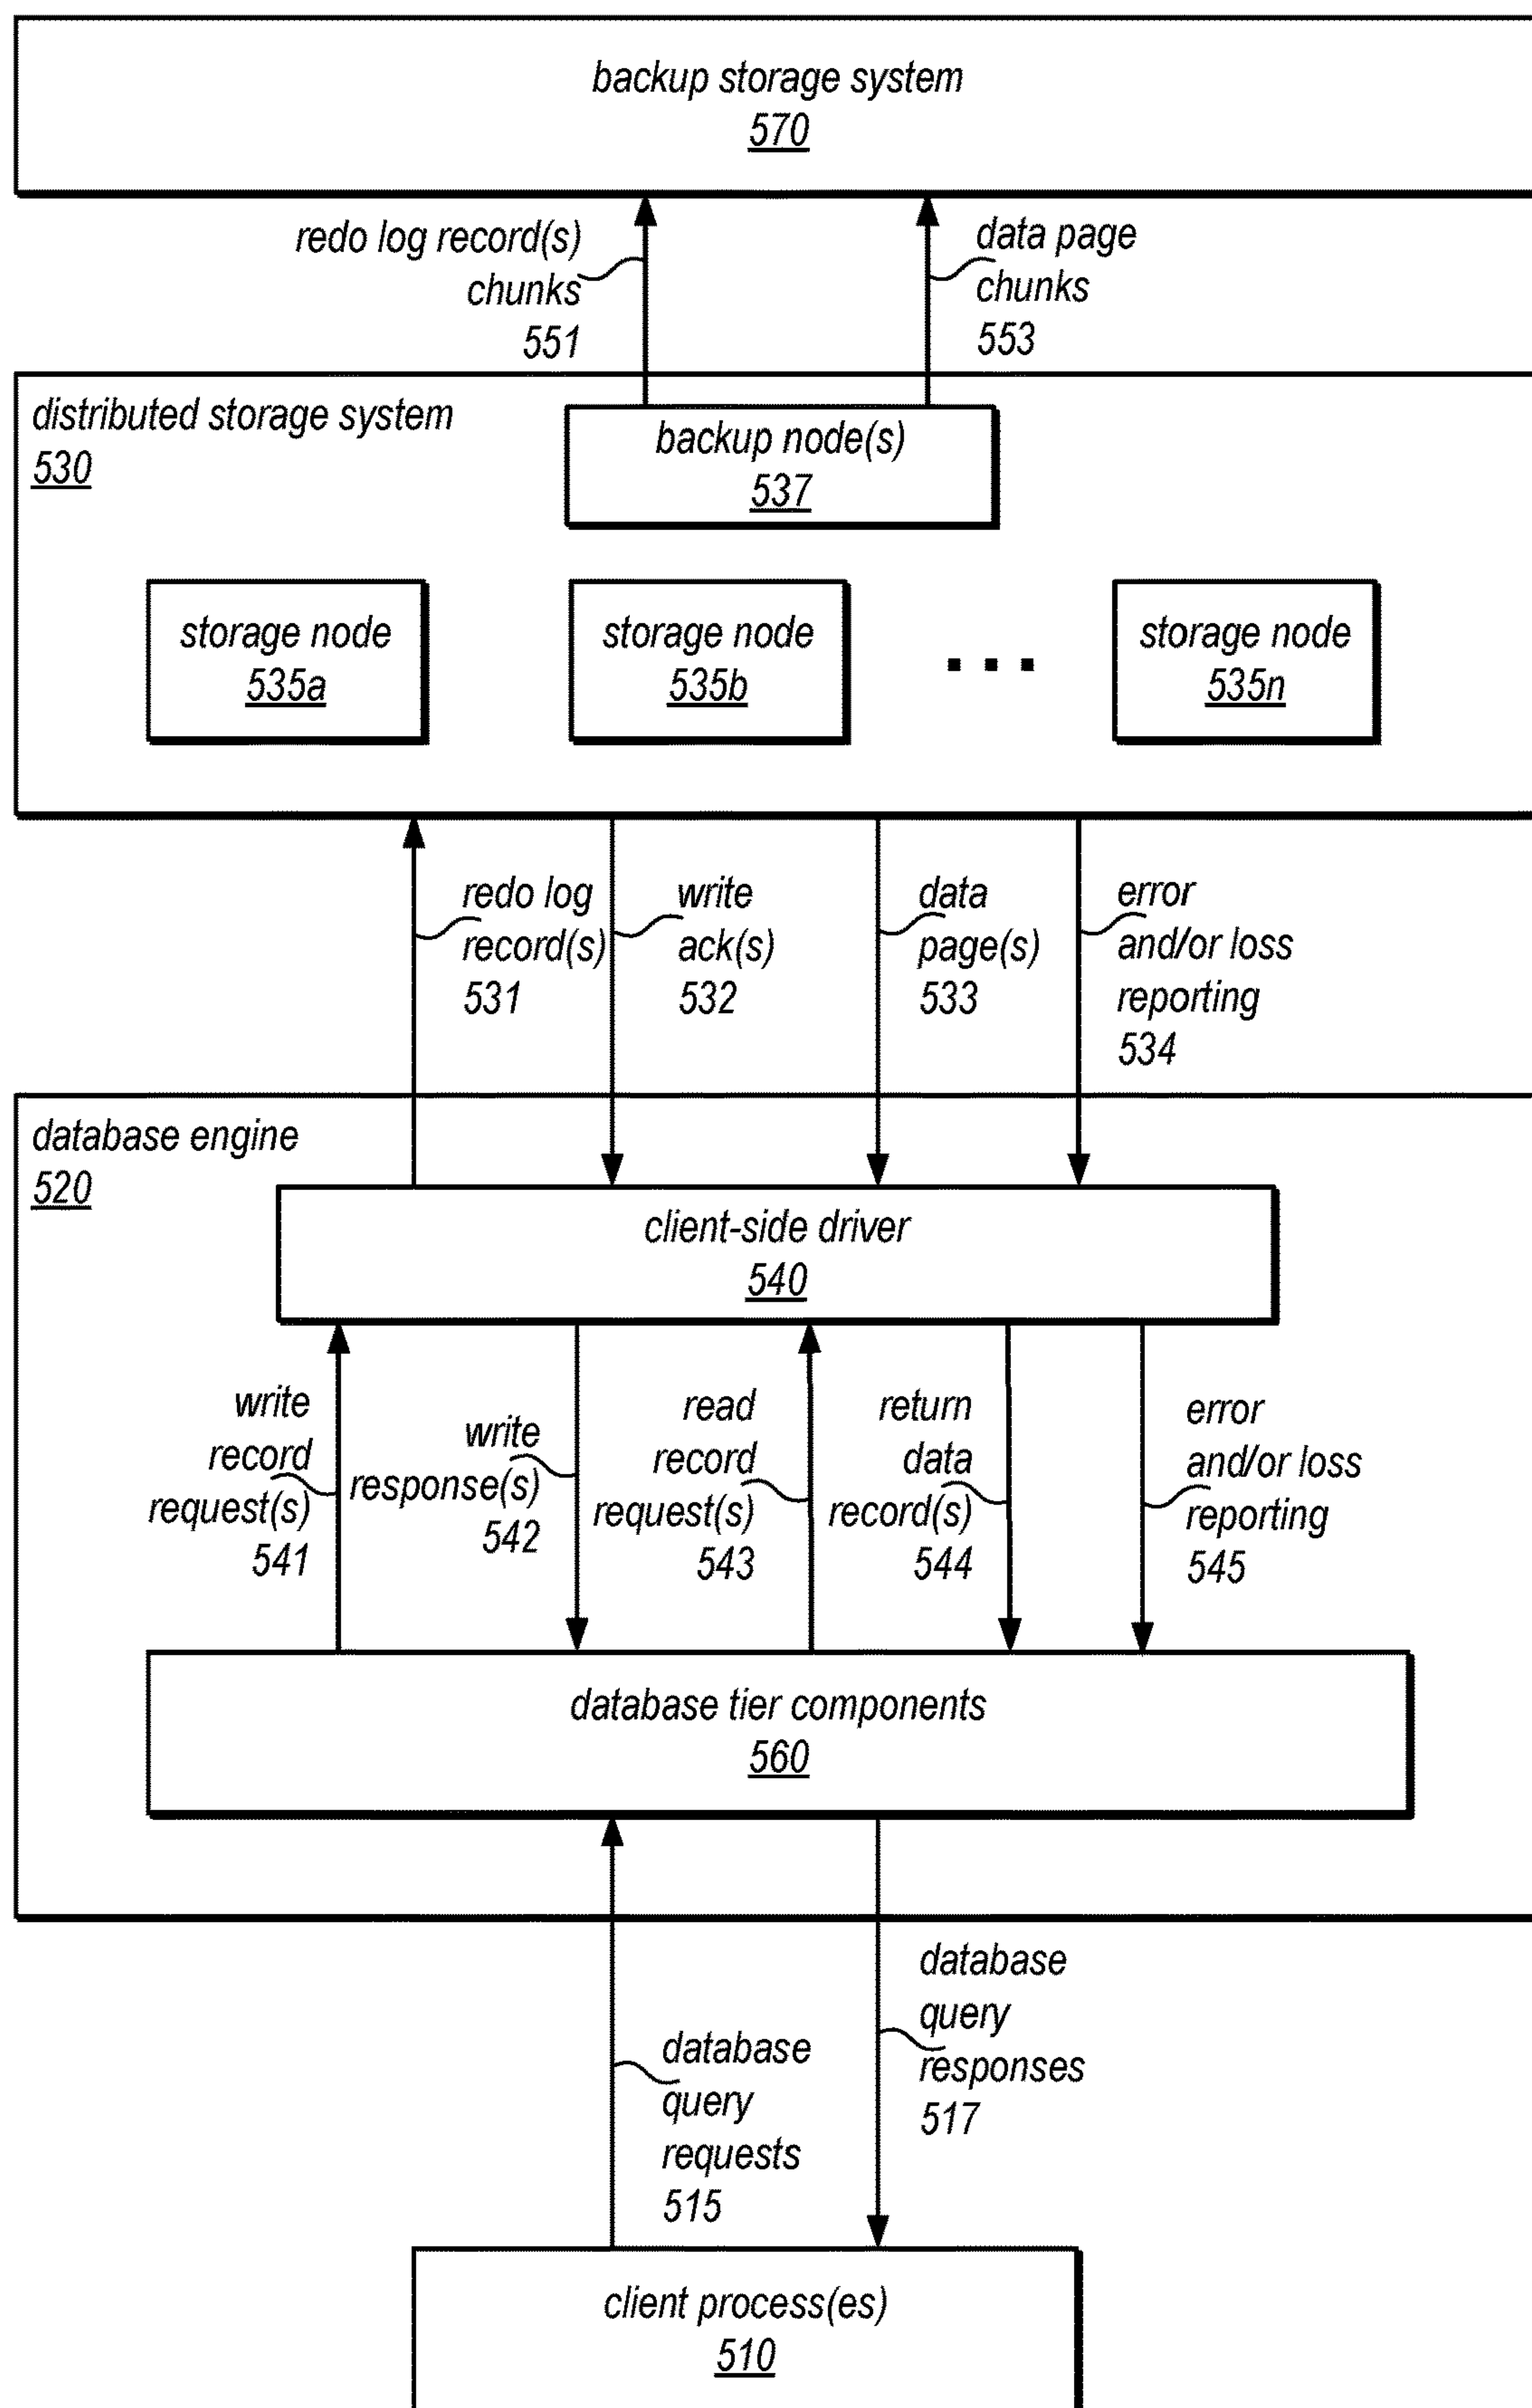 backup storage system
570
redo log record(s)
chunks
551
data page
chunks
553
distributed storage system
530
backup node(s)
537
storage node
535a
storage node
535b
storage node
535n
redo log
record(s)
531
write
ack(s)
532
data
page(s)
533
error
and/or loss
reporting
534
database engine
520
client-side driver
540
write
record
request(s)
541
write
response(s)
542
read
record
request(s)
543
return
data
record(s)
544
error
and/or loss
reporting
545
database tier components
560
database
query
requests
515
database
query
responses
517
client process(es)
510